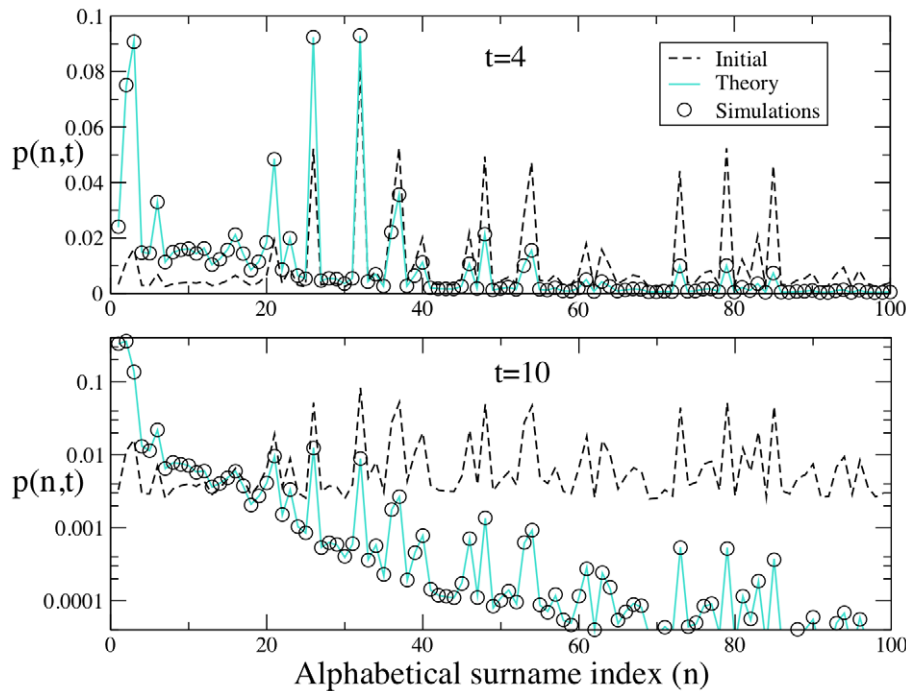 0.1
0.08
0.06
0.04
0.02
0
p(n,t)
t=4
Initial
Theory
Simulations
0 20 40 60 80 100
0.1
0.01
0.001
0.0001
p(n,t)
t=10
0 20 40 60 80 100
Alphabetical surname index (n)